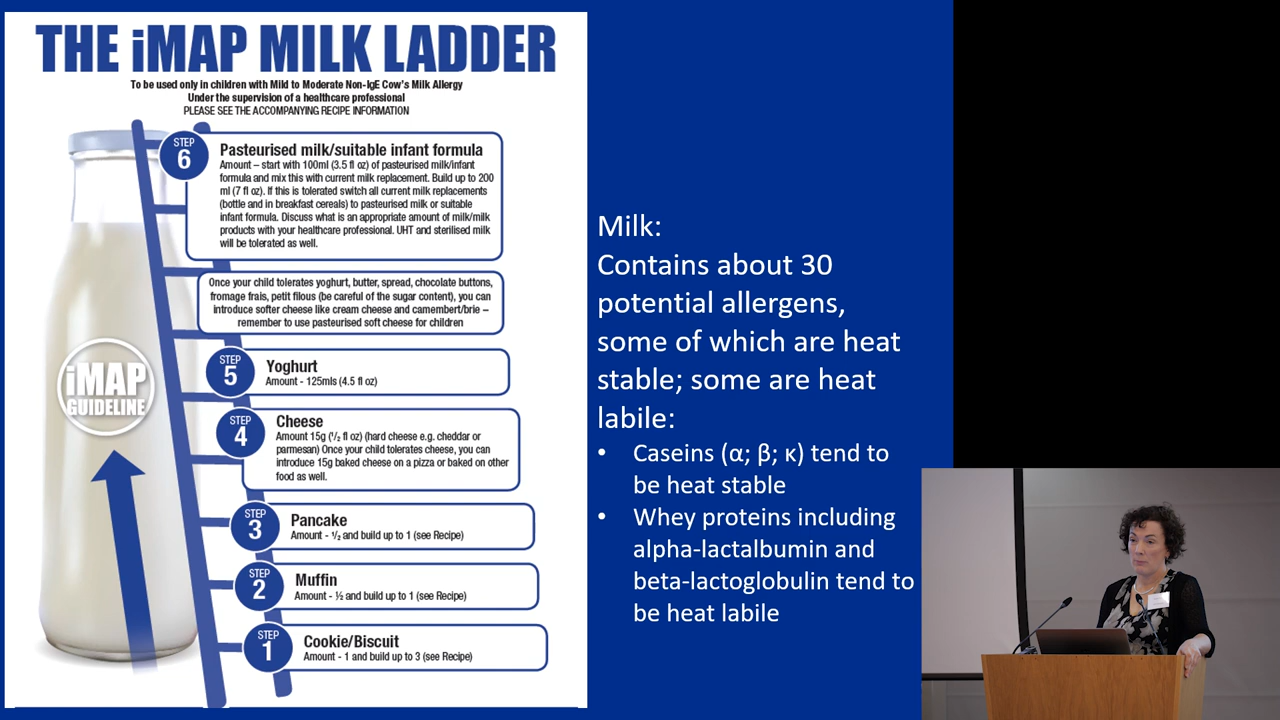 THE iMAP MILK LADDER
To be used only in children with Mild to Moderate Non-IgE Cow's Milk Allergy
Under the supervision of a healthcare professional
PLEASE SEE THE ACCOMPANYING RECIPE INFORMATION
STEP
6
Pasteurised milk/suitable infant formula
Amount – start with 100ml (3.5 fl oz) of pasteurised milk/infant
formula and mix this with current milk replacement. Build up to 200
ml (7 fl oz). If this is tolerated switch all current milk replacements
(bottle and in breakfast cereals) to pasteurised milk or suitable
infant formula. Discuss what is an appropriate amount of milk/milk
products with your healthcare professional. UHT and sterilised milk
will be tolerated as well.
Once your child tolerates yoghurt, butter, spread, chocolate buttons,
fromage frais, petit filous (be careful of the sugar content), you can
introduce softer cheese like cream cheese and camembert/brie –
remember to use pasteurised soft cheese for children
STEP
5
Yoghurt
Amount - 125mls (4.5 fl oz)
iMAP
GUIDELINE
STEP
4
Cheese
Amount 15g (½ fl oz) (hard cheese e.g. cheddar or
parmesan) Once your child tolerates cheese, you can
introduce 15g baked cheese on a pizza or baked on other
food as well.
STEP
3
Pancake
Amount - ½ and build up to 1 (see Recipe)
STEP
2
Muffin
Amount - ½ and build up to 1 (see Recipe)
STEP
1
Cookie/Biscuit
Amount - 1 and build up to 3 (see Recipe)
Milk:
Contains about 30
potential allergens,
some of which are heat
stable; some are heat
labile:
• Caseins (α; β; κ) tend to
be heat stable
• Whey proteins including
alpha-lactalbumin and
beta-lactoglobulin tend to
be heat labile